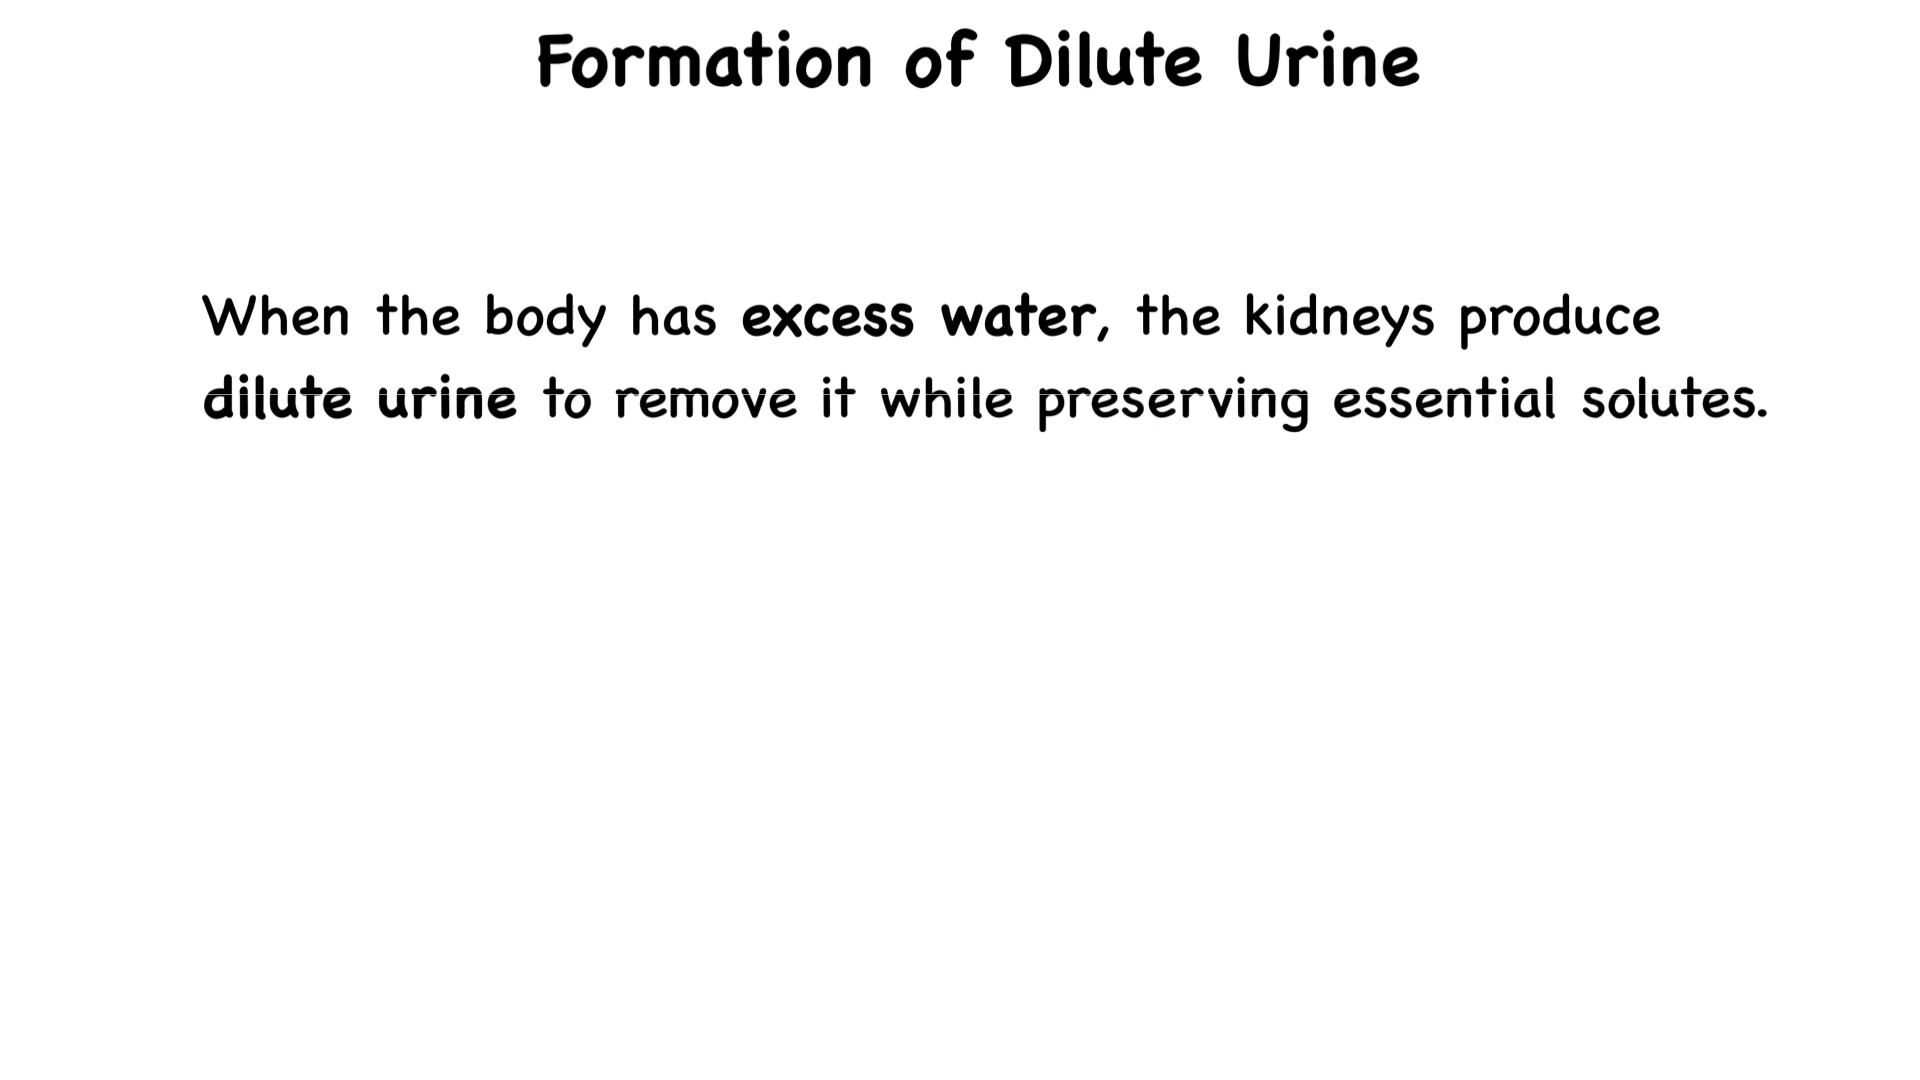 Formation of Dilute Urine
When the body has excess water, the kidneys produce
dilute urine to remove it while preserving essential solutes.